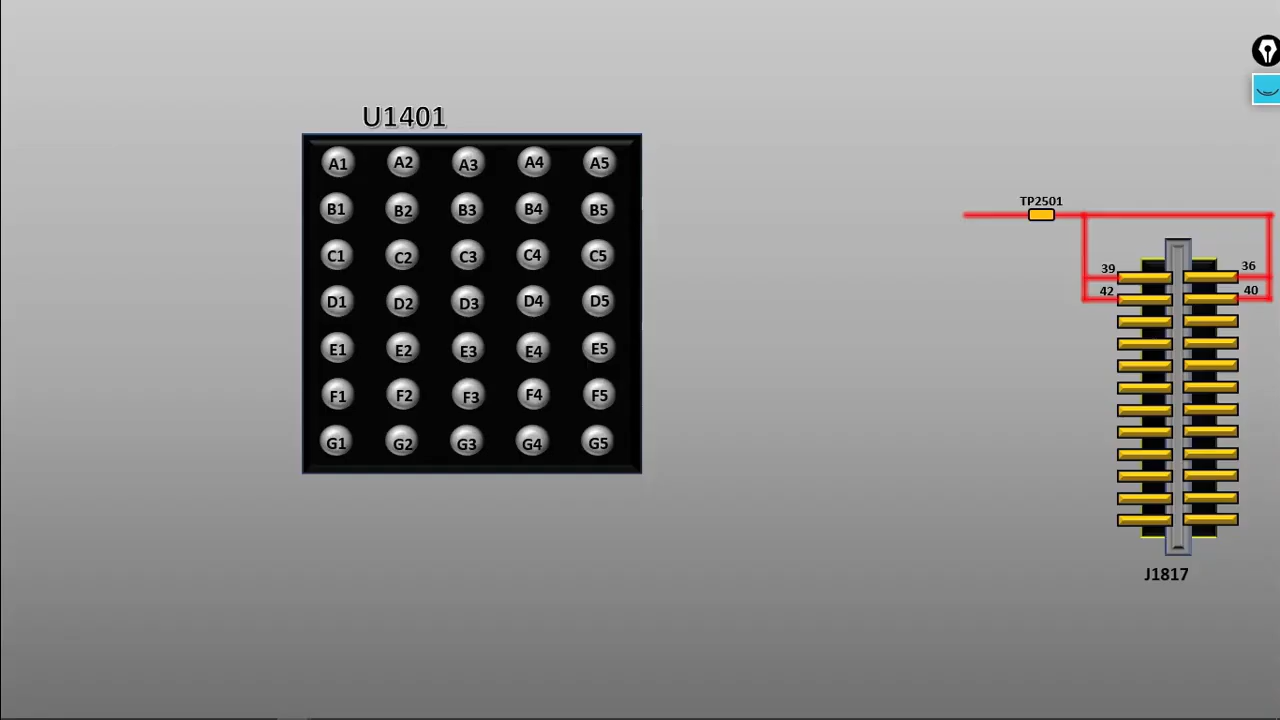 U1401
A1 A2 A3 A4 A5
B1 B2 B3 B4 B5
C1 C2 C3 C4 C5
D1 D2 D3 D4 D5
E1 E2 E3 E4 E5
F1 F2 F3 F4 F5
G1 G2 G3 G4 G5
TP2501
39 36
42 40
J1817